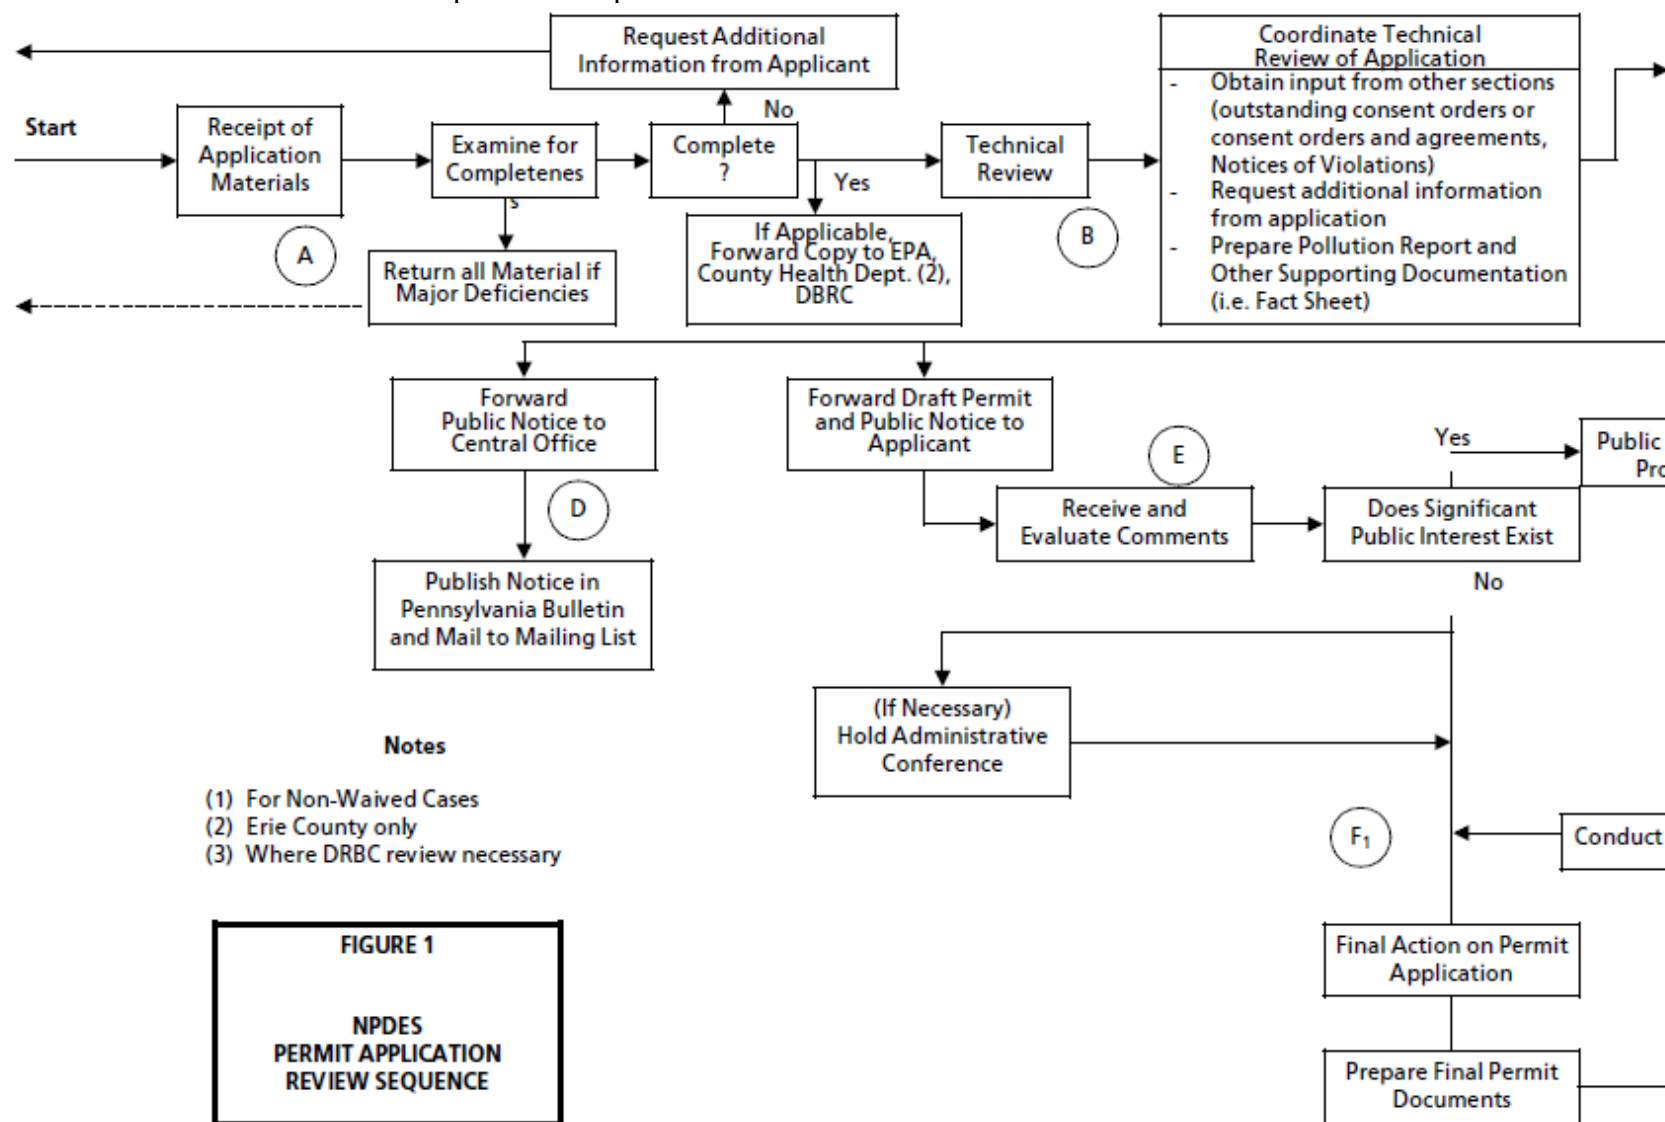 Request Additional
Information from Applicant
Coordinate Technical
Review of Application
- Obtain input from other sections
(outstanding consent orders or
consent orders and agreements,
Notices of Violations)
- Request additional information
from application
- Prepare Pollution Report and
Other Supporting Documentation
(i.e. Fact Sheet)
Start
Receipt of
Application
Materials
Examine for
Completenes
s
Complete
?
No
Yes
Technical
Review
A
B
Return all Material if
Major Deficiencies
If Applicable,
Forward Copy to EPA,
County Health Dept. (2),
DBRC
Forward
Public Notice to
Central Office
Forward Draft Permit
and Public Notice to
Applicant
E
Yes
Public
Pro
D
Receive and
Evaluate Comments
Does Significant
Public Interest Exist
No
Publish Notice in
Pennsylvania Bulletin
and Mail to Mailing List
(If Necessary)
Hold Administrative
Conference
Notes
(1) For Non-Waived Cases
(2) Erie County only
(3) Where DRBC review necessary
F1
Conduct
FIGURE 1
NPDES
PERMIT APPLICATION
REVIEW SEQUENCE
Final Action on Permit
Application
Prepare Final Permit
Documents